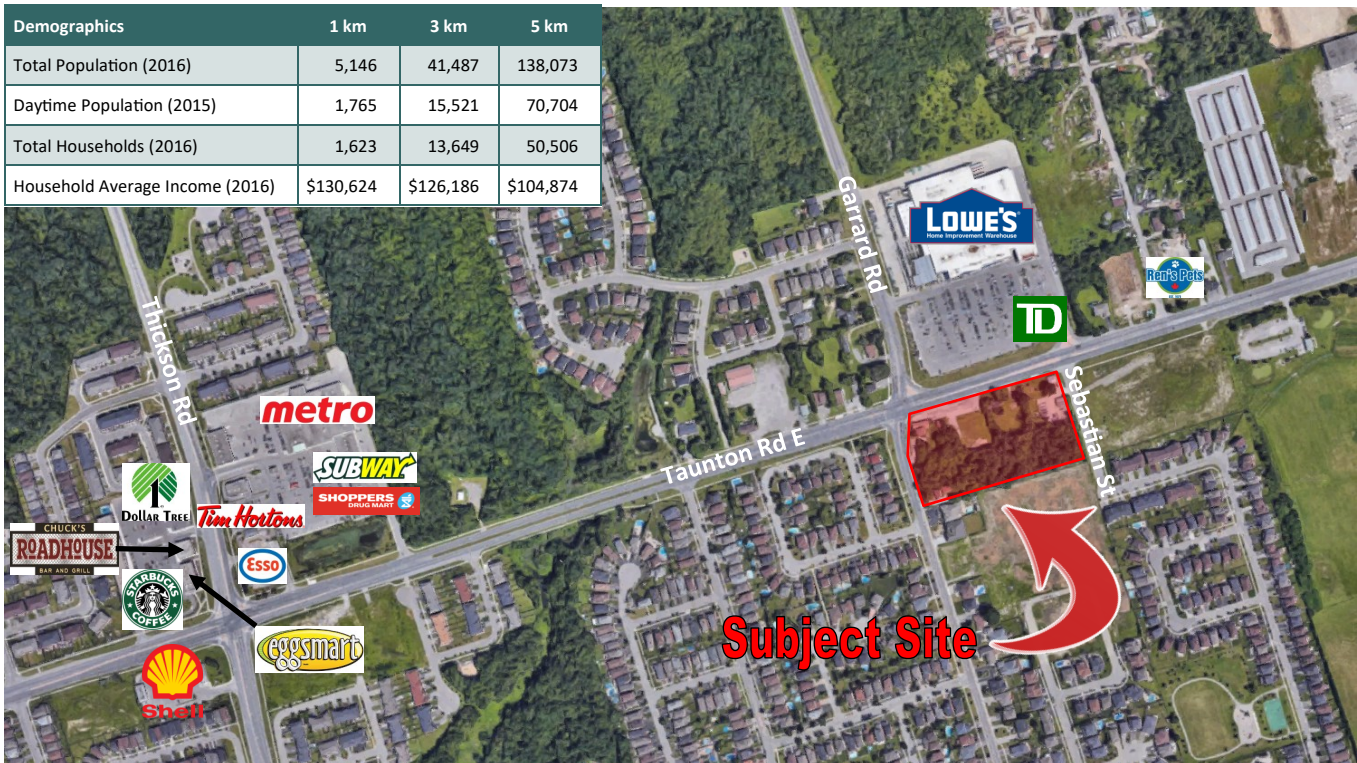 Demographics 1 km 3 km 5 km
Total Population (2016) 5,146 41,487 138,073
Daytime Population (2015) 1,765 15,521 70,704
Total Households (2016) 1,623 13,649 50,506
Household Average Income (2016) $130,624 $126,186 $104,874
Garrard Rd
LOWE'S
Home Improvement Warehouse
Ren's Pets
TD
Thickson Rd
Sebastian St
metro
Taunton Rd E
SUBWAY
SHOPPERS
DRUG MART
DOLLAR TREE
Tim Hortons
CHUCK'S
ROADHOUSE
BAR AND GRILL
Esso
STARBUCKS
COFFEE
eggsmart
Subject Site
Shell